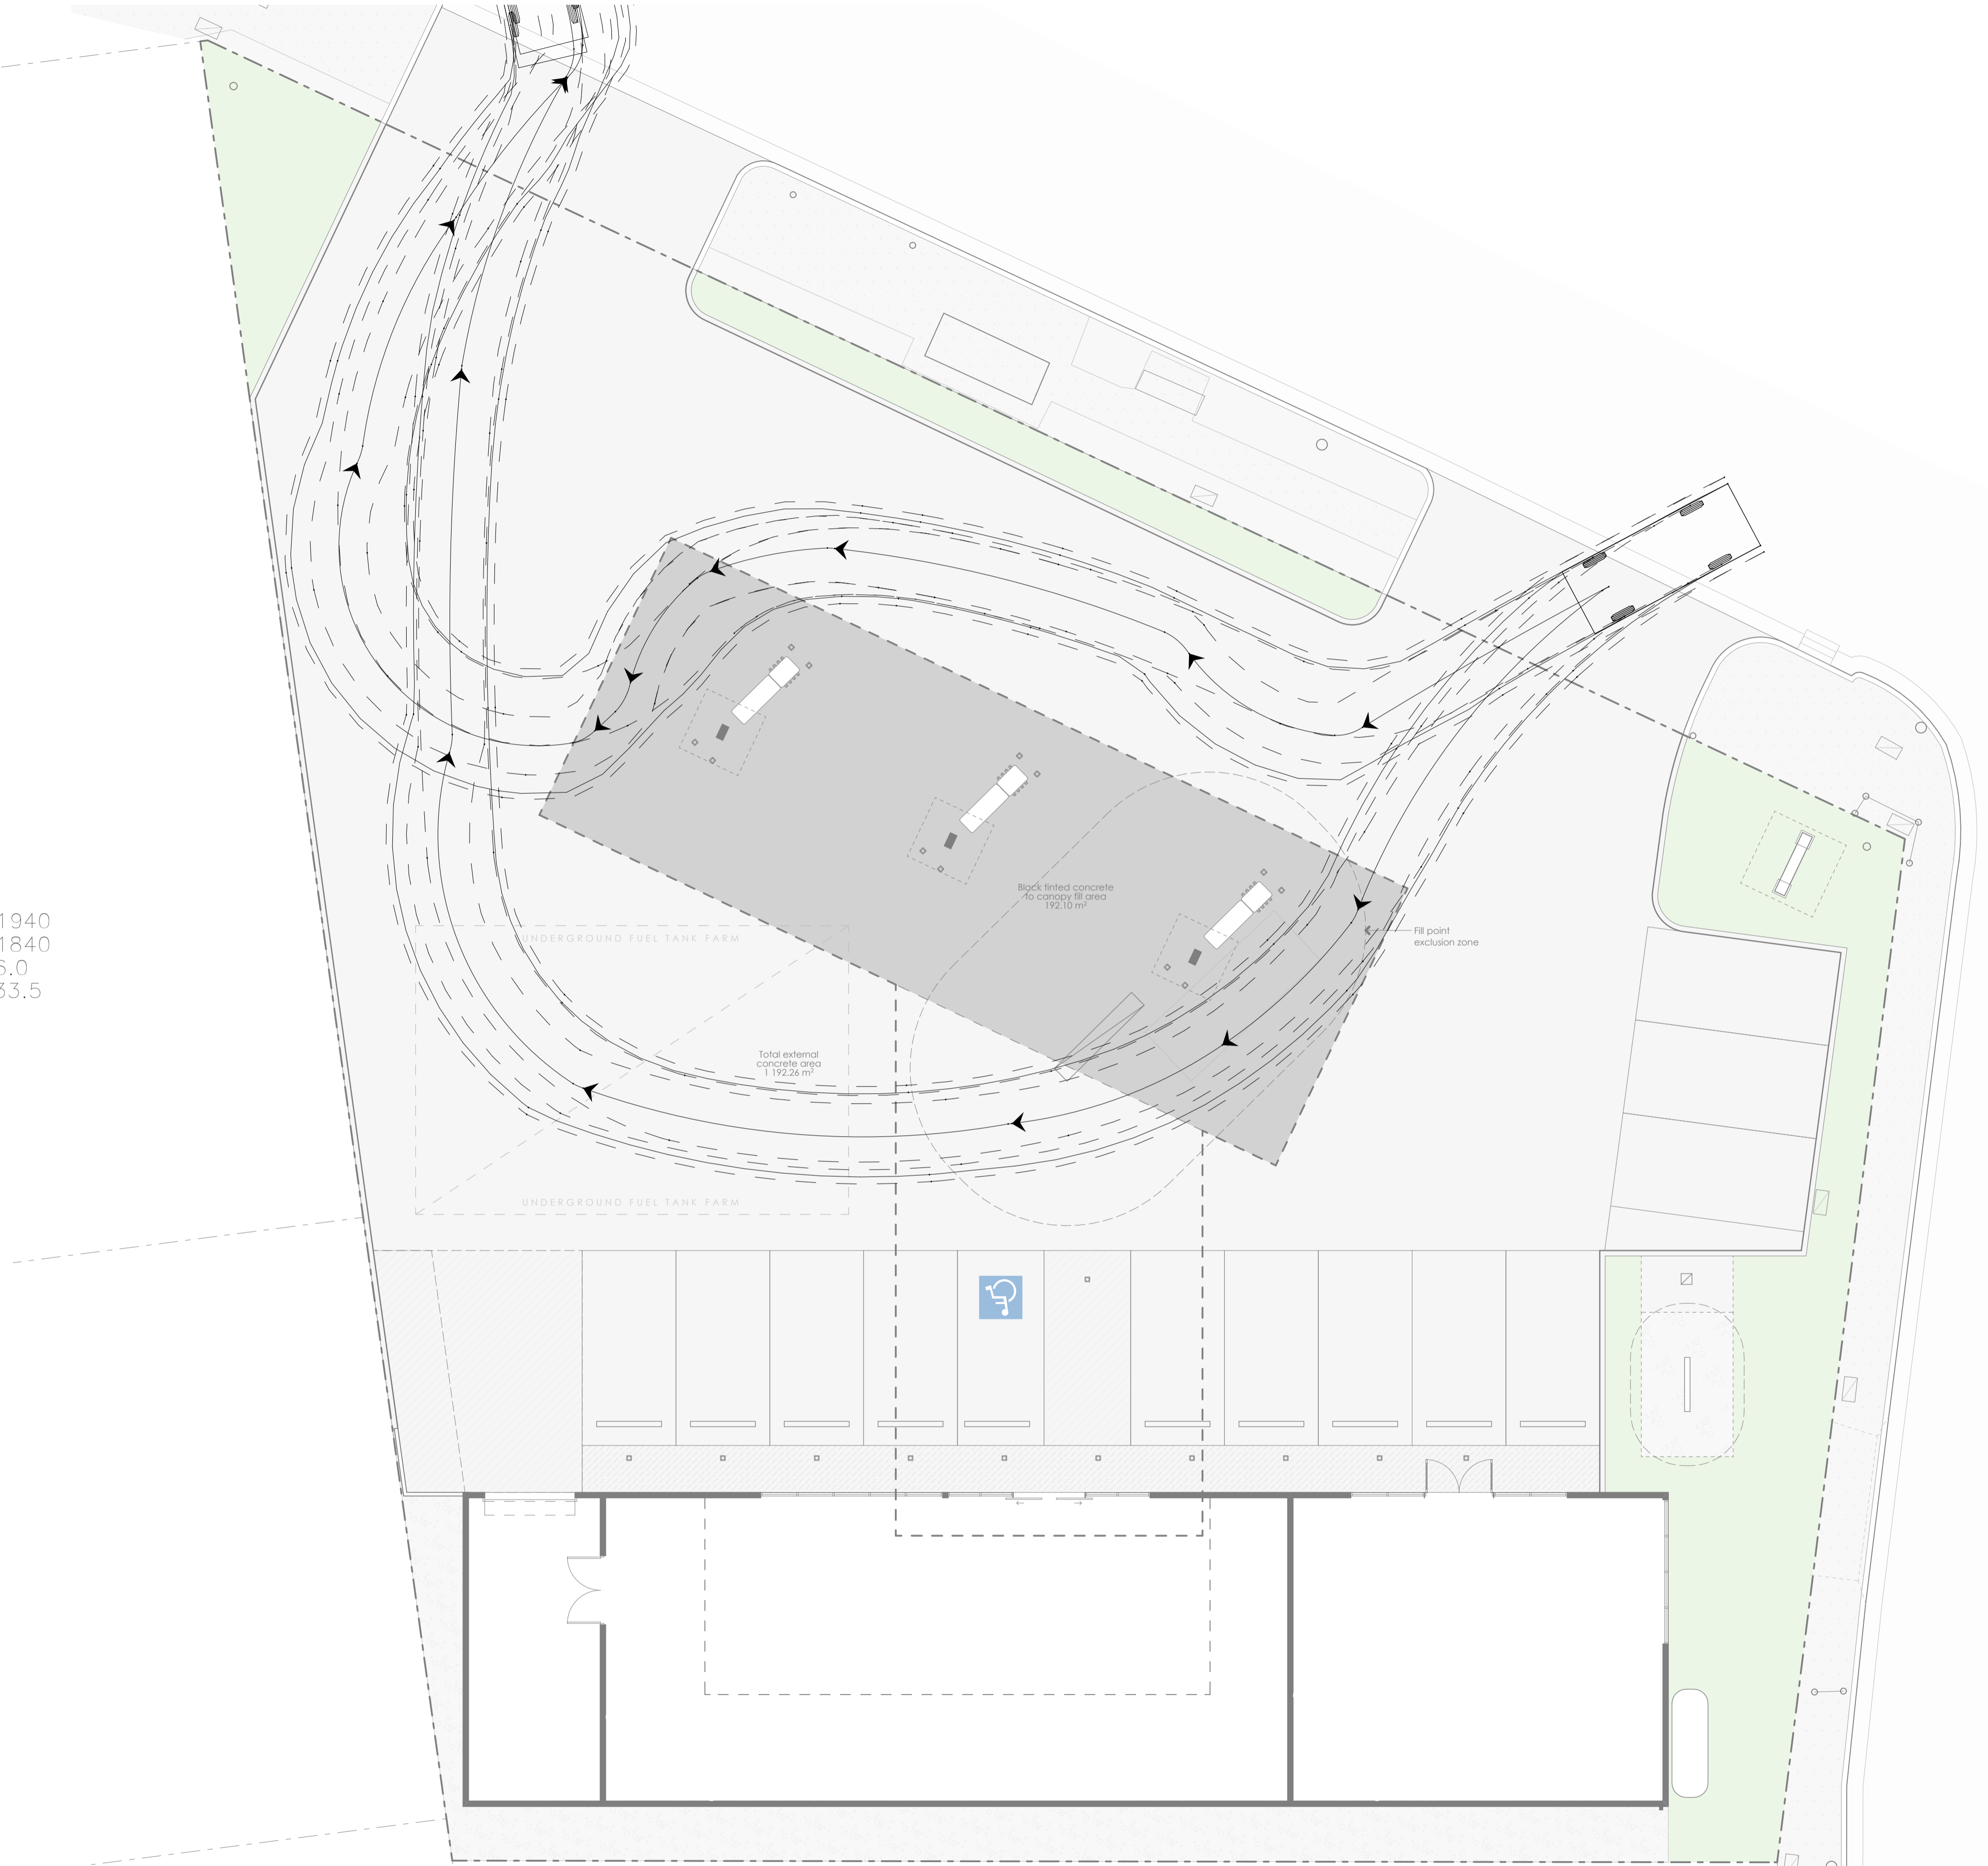 1940
1840
6.0
33.5
Black tinted concrete
to canopy fill area
192.10 m²
Fill point
exclusion zone
UNDERGROUND FUEL TANK FARM
Total external
concrete area
1 192.26 m²
UNDERGROUND FUEL TANK FARM